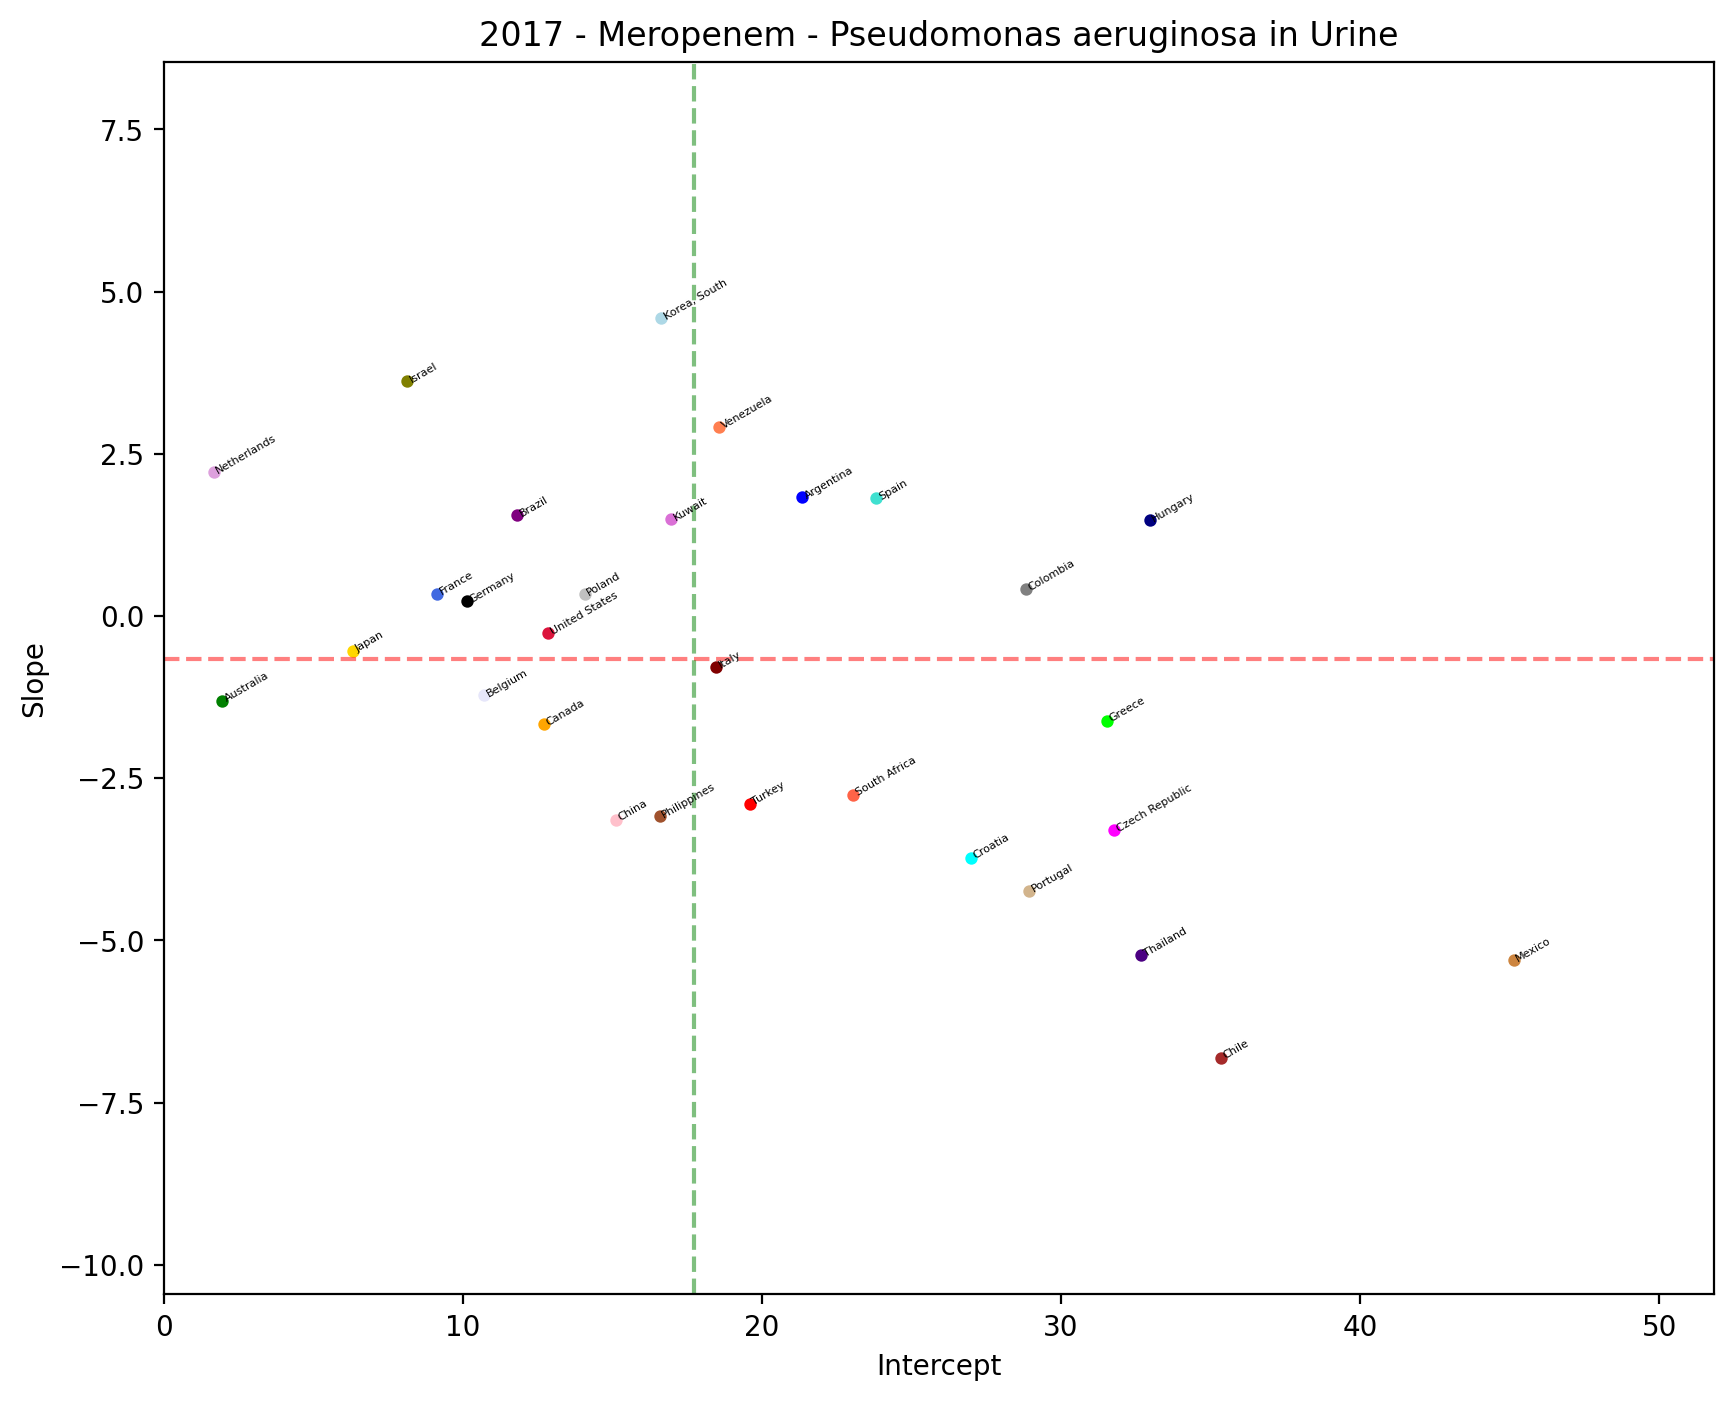 2017 - Meropenem - Pseudomonas aeruginosa in Urine
7.5
5.0
2.5
0.0
−2.5
−5.0
−7.5
−10.0
Slope
Korea, South
Israel
Venezuela
Netherlands
Argentina
Spain
Brazil
Kuwait
Hungary
Colombia
France
Germany
Poland
United States
Japan
Italy
Australia
Belgium
Canada
Greece
South Africa
China
Philippines
Turkey
Czech Republic
Croatia
Portugal
Thailand
Mexico
Chile
0
10
20
30
40
50
Intercept